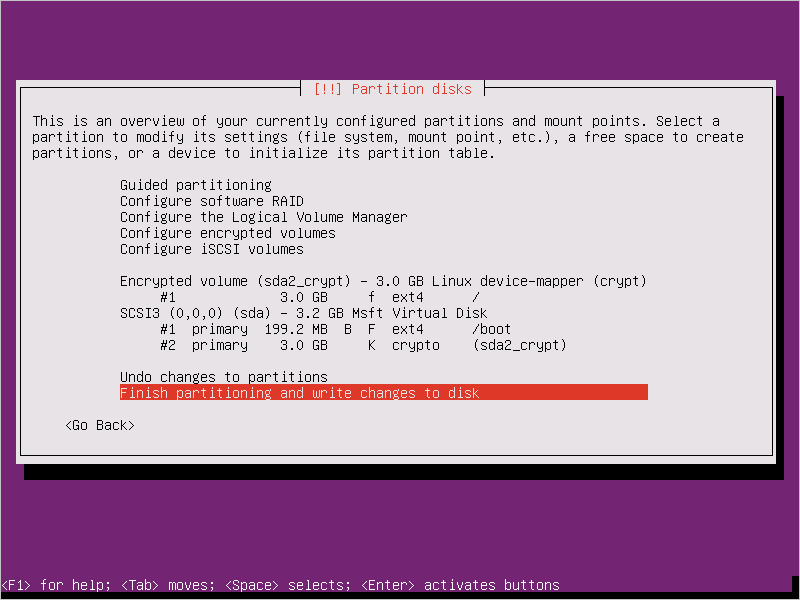 [!!] Partition disks
This is an overview of your currently configured partitions and mount points. Select a
partition to modify its settings (file system, mount point, etc.), a free space to create
partitions, or a device to initialize its partition table.
Guided partitioning
Configure software RAID
Configure the Logical Volume Manager
Configure encrypted volumes
Configure iSCSI volumes
Encrypted volume (sda2_crypt) - 3.0 GB Linux device-mapper (crypt)
#1 3.0 GB f ext4 /
SCSI3 (0,0,0) (sda) - 3.2 GB Msft Virtual Disk
#1 primary 199.2 MB B F ext4 /boot
#2 primary 3.0 GB K crypto (sda2_crypt)
Undo changes to partitions
Finish partitioning and write changes to disk
<Go Back>
<F1> for help; <Tab> moves; <Space> selects; <Enter> activates buttons